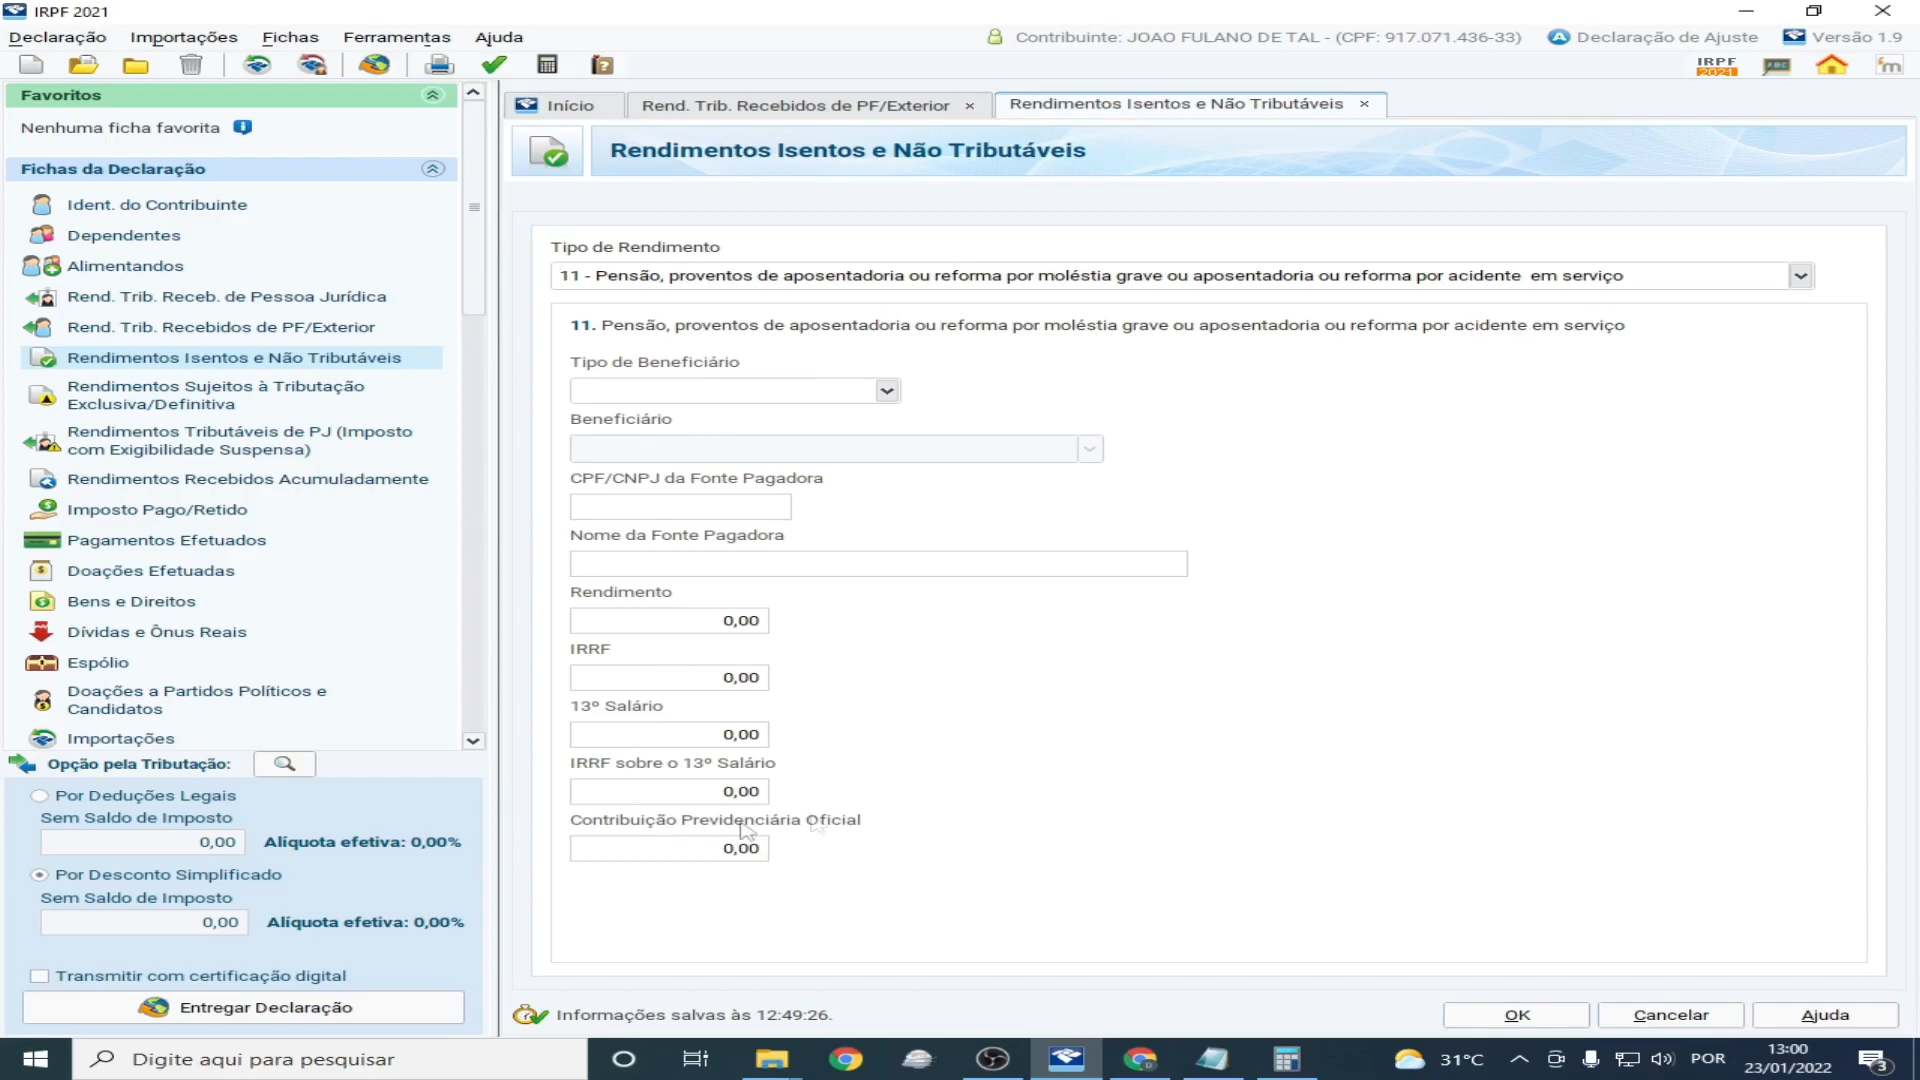 IRPF 2021
Declaração Importações Fichas Ferramentas Ajuda
Contribuinte: JOAO FULANO DE TAL - (CPF: 917.071.436-33) Declaração de Ajuste Versão 1.9
IRPF
2021
ABC
Favoritos
Nenhuma ficha favorita
Fichas da Declaração
Ident. do Contribuinte
Dependentes
Alimentandos
Rend. Trib. Receb. de Pessoa Jurídica
Rend. Trib. Recebidos de PF/Exterior
Rendimentos Isentos e Não Tributáveis
Rendimentos Sujeitos à Tributação
Exclusiva/Definitiva
Rendimentos Tributáveis de PJ (Imposto
com Exigibilidade Suspensa)
Rendimentos Recebidos Acumuladamente
Imposto Pago/Retido
Pagamentos Efetuados
Doações Efetuadas
Bens e Direitos
Dívidas e Ônus Reais
Espólio
Doações a Partidos Políticos e
Candidatos
Importações
Opção pela Tributação:
Por Deduções Legais
Sem Saldo de Imposto
0,00 Alíquota efetiva: 0,00%
Por Desconto Simplificado
Sem Saldo de Imposto
0,00 Alíquota efetiva: 0,00%
Transmitir com certificação digital
Entregar Declaração
Início Rend. Trib. Recebidos de PF/Exterior × Rendimentos Isentos e Não Tributáveis ×
Rendimentos Isentos e Não Tributáveis
Tipo de Rendimento
11 - Pensão, proventos de aposentadoria ou reforma por moléstia grave ou aposentadoria ou reforma por acidente em serviço
11. Pensão, proventos de aposentadoria ou reforma por moléstia grave ou aposentadoria ou reforma por acidente em serviço
Tipo de Beneficiário
Beneficiário
CPF/CNPJ da Fonte Pagadora
Nome da Fonte Pagadora
Rendimento
0,00
IRRF
0,00
13º Salário
0,00
IRRF sobre o 13º Salário
0,00
Contribuição Previdenciária Oficial
0,00
Informações salvas às 12:49:26.
OK Cancelar Ajuda
Digite aqui para pesquisar
31°C POR 13:00
23/01/2022
3